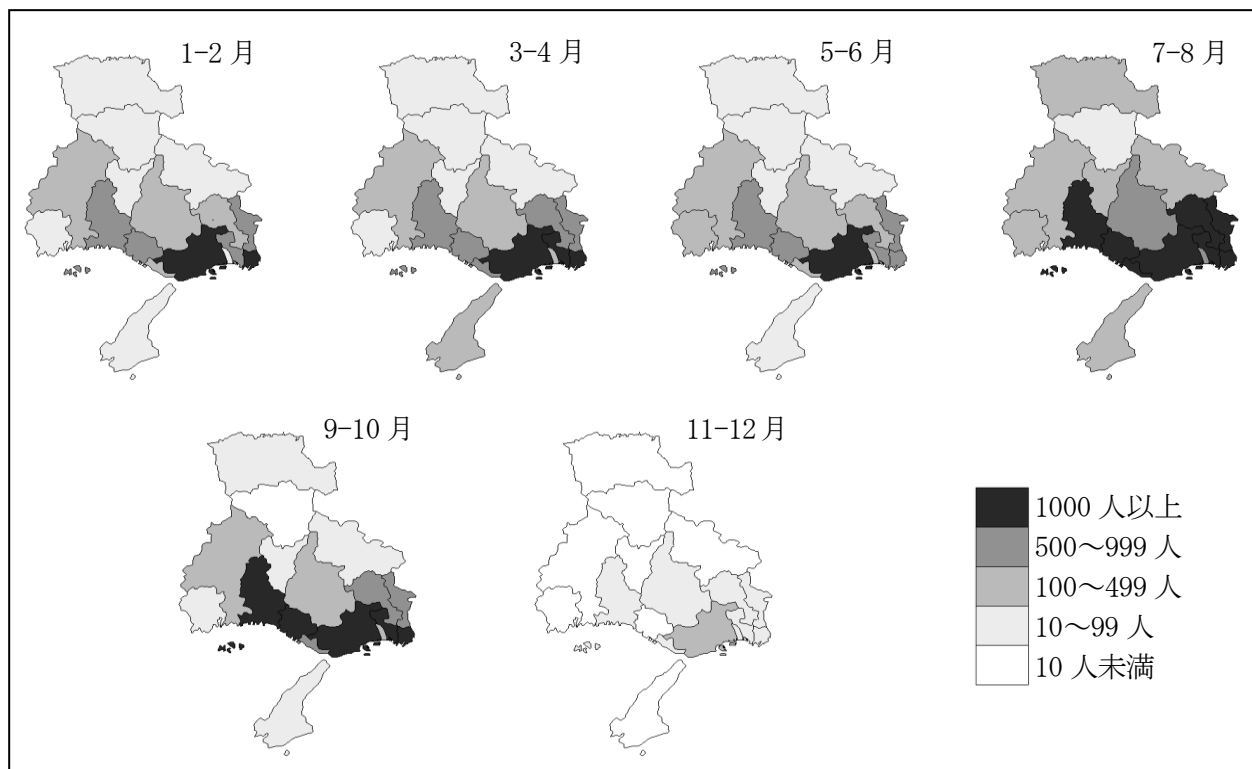 1-2 月
3-4 月
5-6 月
7-8 月
9-10 月
11-12 月
1000 人以上
500～999 人
100～499 人
10～99 人
10 人未満